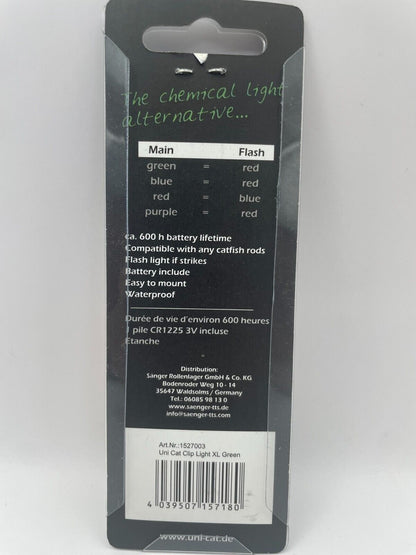 The chemical light
alternative...
Main Flash
green = red
blue = red
red = blue
purple = red
ca. 600 h battery lifetime
Compatible with any catfish rods
Flash light if strikes
Battery include
Easy to mount
Waterproof
Durée de vie d'environ 600 heures
1 pile CR1225 3V incluse
Etanche
Distribution:
Sänger Rollenlager GmbH & Co. KG
Bodenroder Weg 10 - 14
35647 Waldsolms / Germany
Tel.: 06085 98 13 0
www.saenger-tts.de
info@saenger-tts.com
Art.Nr.:1527003
Uni Cat Clip Light XL Green
4 039507 157180
www.uni-cat.de